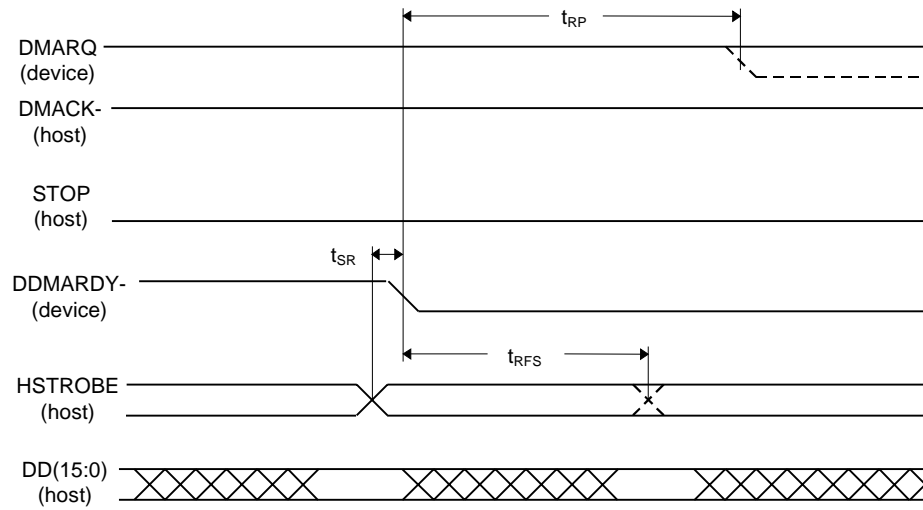 tRP
DMARQ
(device)
DMACK-
(host)
STOP
(host)
tSR
DDMARDY-
(device)
tRFS
HSTROBE
(host)
DD(15:0)
(host)